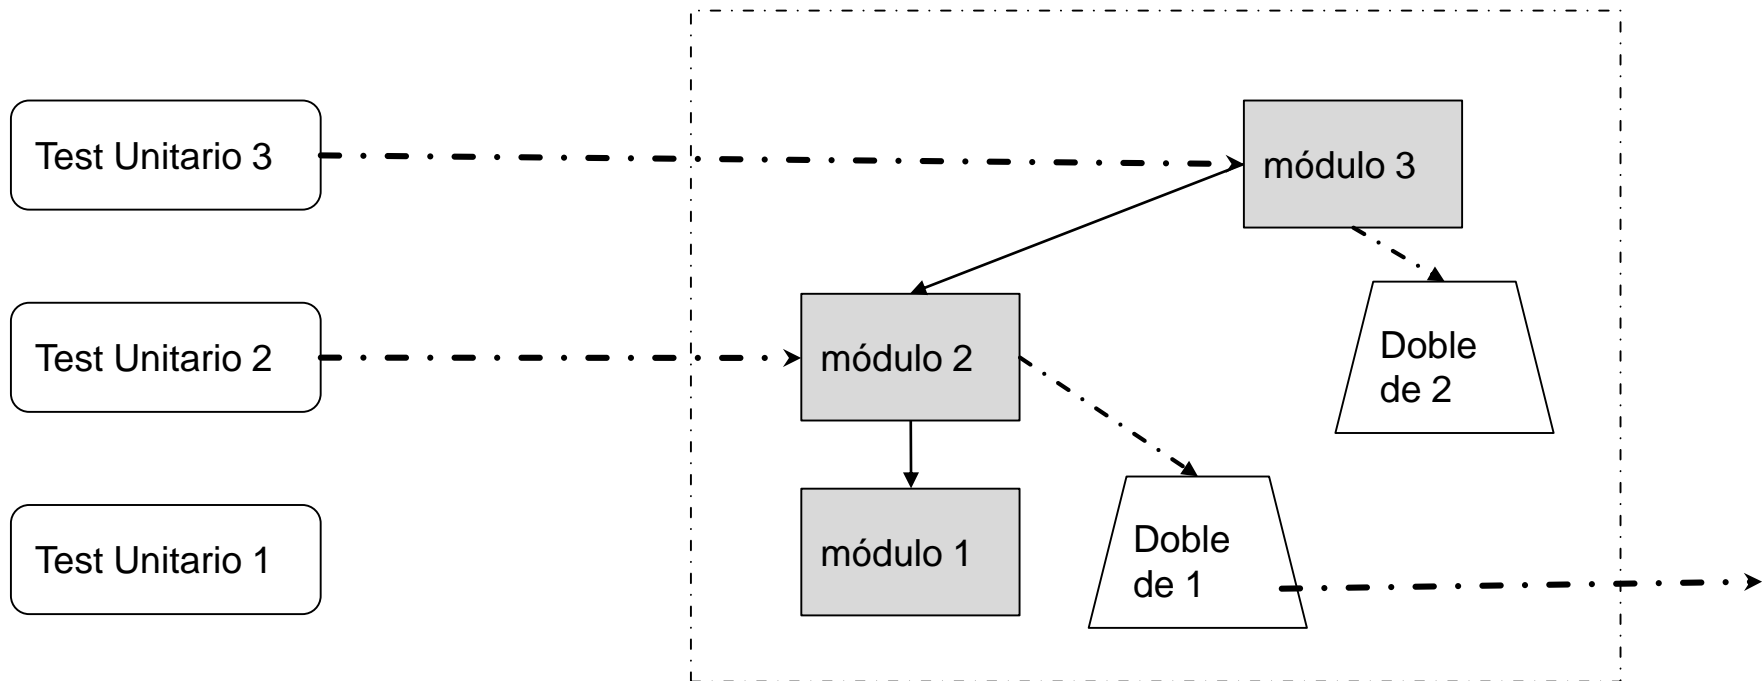 Test Unitario 3
módulo 3
Test Unitario 2
módulo 2
Doble
de 2
Test Unitario 1
módulo 1
Doble
de 1